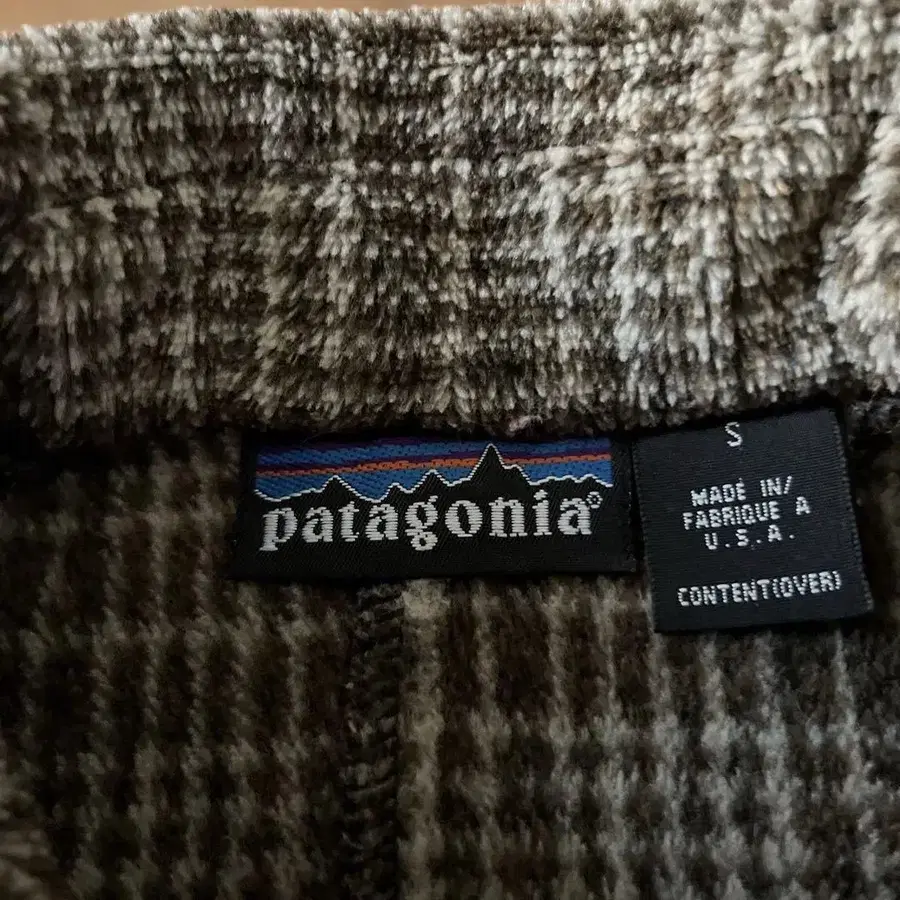 patagonia®
S
MADE IN/
FABRIQUE A
U.S.A.
CONTENT(OVER)